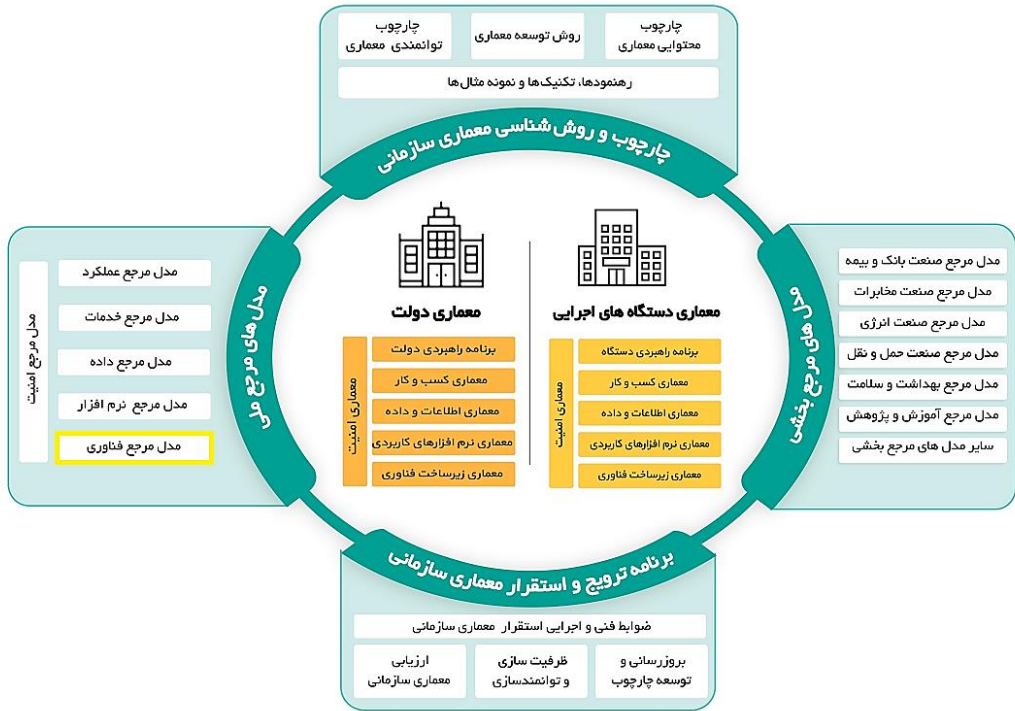 چارچوب
محتوایی معماری
روش توسعه معماری
چارچوب
توانمندی معماری
رهنمودها، تکنیک‌ها و نمونه مثال‌ها
چارچوب و روش شناسی معماری سازمانی
مدل های مرجع بخشی
مدل مرجع صنعت بانک و بیمه
مدل مرجع صنعت مخابرات
مدل مرجع صنعت انرژی
مدل مرجع صنعت حمل و نقل
مدل مرجع بهداشت و سلامت
مدل مرجع آموزش و پژوهش
سایر مدل های مرجع بخشی
معماری دستگاه های اجرایی
برنامه راهبردی دستگاه
معماری کسب و کار
معماری اطلاعات و داده
معماری نرم افزارهای کاربردی
معماری زیرساخت فناوری
معماری امنیت
معماری دولت
برنامه راهبردی دولت
معماری کسب و کار
معماری اطلاعات و داده
معماری نرم افزارهای کاربردی
معماری زیرساخت فناوری
معماری امنیت
مدل های مرجع ملی
مدل مرجع عملکرد
مدل مرجع خدمات
مدل مرجع داده
مدل مرجع نرم افزار
مدل مرجع فناوری
مدل مرجع امنیت
برنامه ترویج و استقرار معماری سازمانی
ضوابط فنی و اجرایی استقرار معماری سازمانی
بروزرسانی و
توسعه چارچوب
ظرفیت سازی
و توانمندسازی
ارزیابی
معماری سازمانی